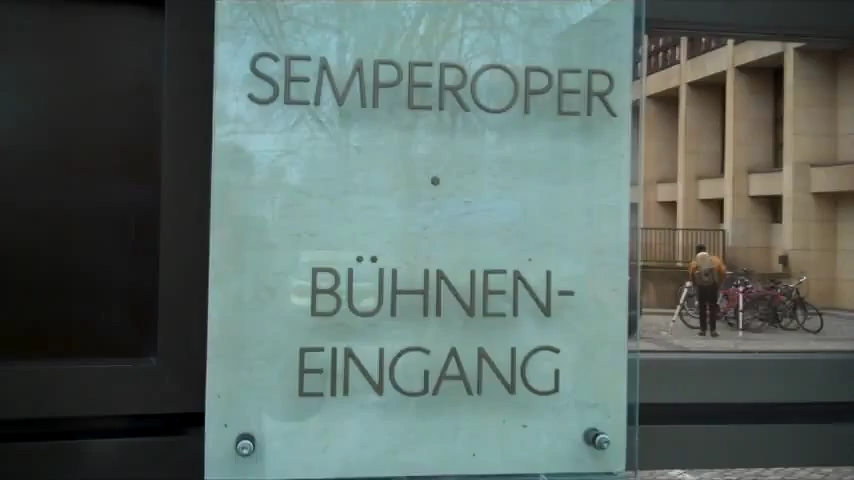 SEMPEROPER
•
BÜHNEN-
EINGANG